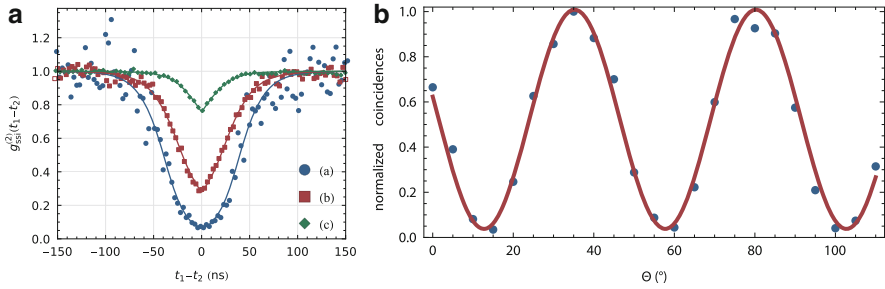 a
1.2
1.0
0.8
0.6
0.4
0.2
0.0
g_ssi^(2)(t₁−t₂)
(a)
(b)
(c)
−150 −100 −50 0 50 100 150
t₁−t₂ (ns)
b
1.0
0.8
0.6
0.4
0.2
0.0
normalized coincidences
0 20 40 60 80 100
Θ (°)